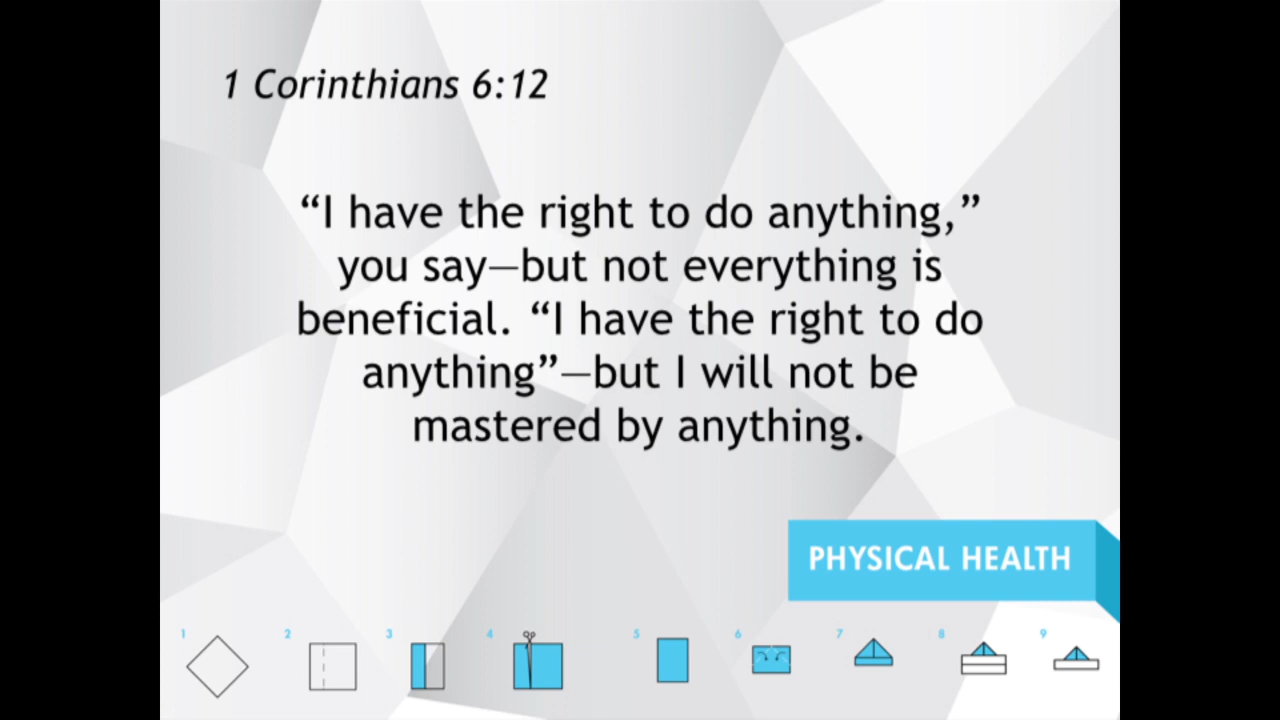 1 Corinthians 6:12
“I have the right to do anything,”
you say—but not everything is
beneficial. “I have the right to do
anything”—but I will not be
mastered by anything.
PHYSICAL HEALTH
1 2 3 4 5 6 7 8 9